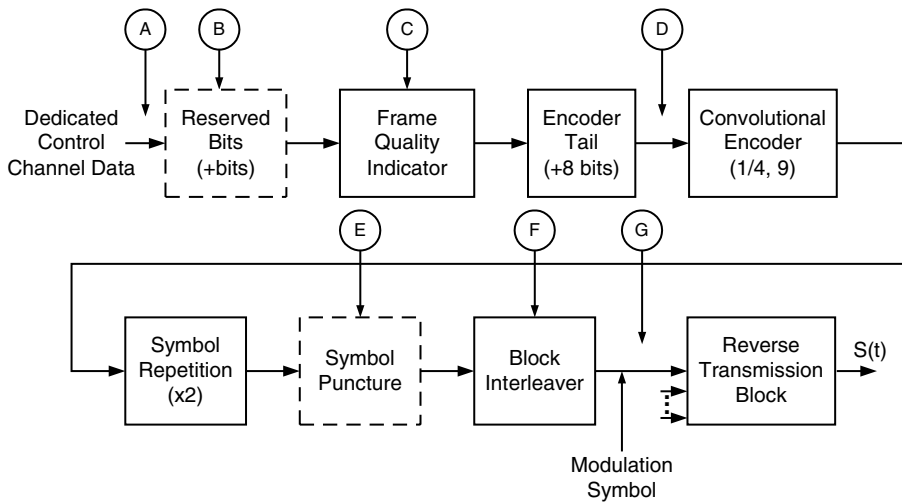 A
B
C
D
Dedicated
Control
Channel Data
Reserved
Bits
(+bits)
Frame
Quality
Indicator
Encoder
Tail
(+8 bits)
Convolutional
Encoder
(1/4, 9)
E
F
G
Symbol
Repetition
(x2)
Symbol
Puncture
Block
Interleaver
Reverse
Transmission
Block
S(t)
Modulation
Symbol